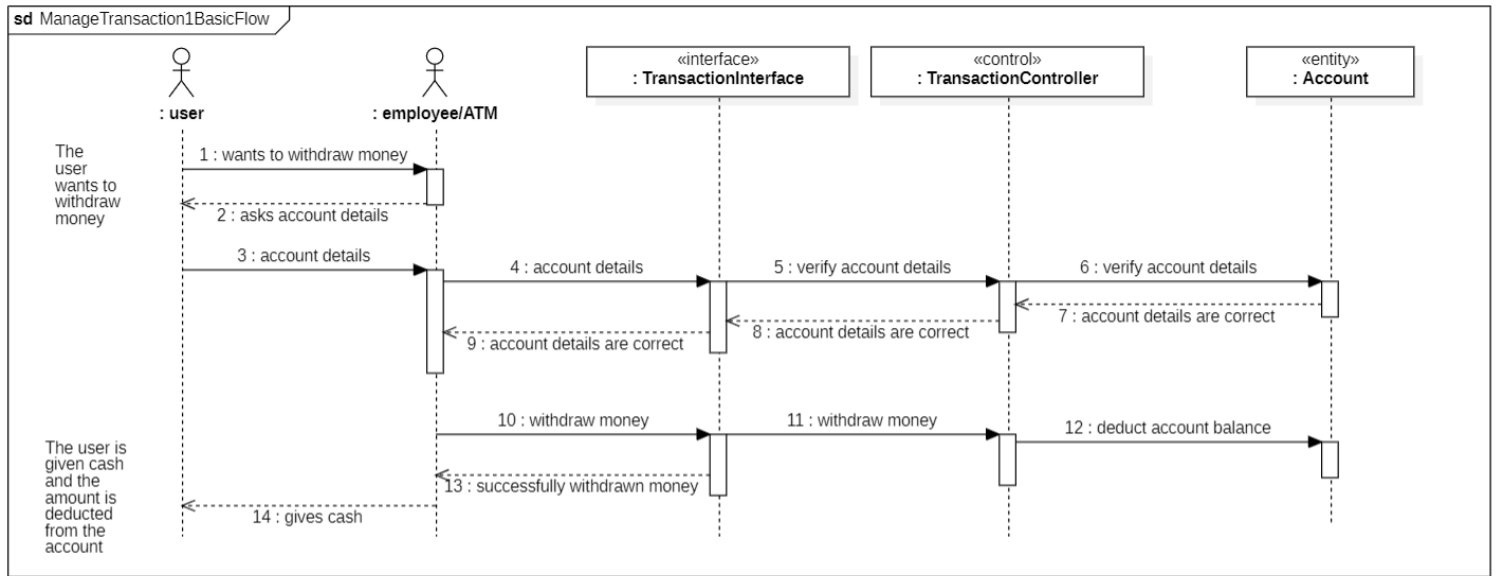 sd ManageTransaction1BasicFlow
«interface»
: TransactionInterface
«control»
: TransactionController
«entity»
: Account
: user
: employee/ATM
The
user
wants to
withdraw
money
1 : wants to withdraw money
2 : asks account details
3 : account details
4 : account details
5 : verify account details
6 : verify account details
7 : account details are correct
8 : account details are correct
9 : account details are correct
10 : withdraw money
11 : withdraw money
12 : deduct account balance
The user is
given cash
and the
amount is
deducted
from the
account
13 : successfully withdrawn money
14 : gives cash